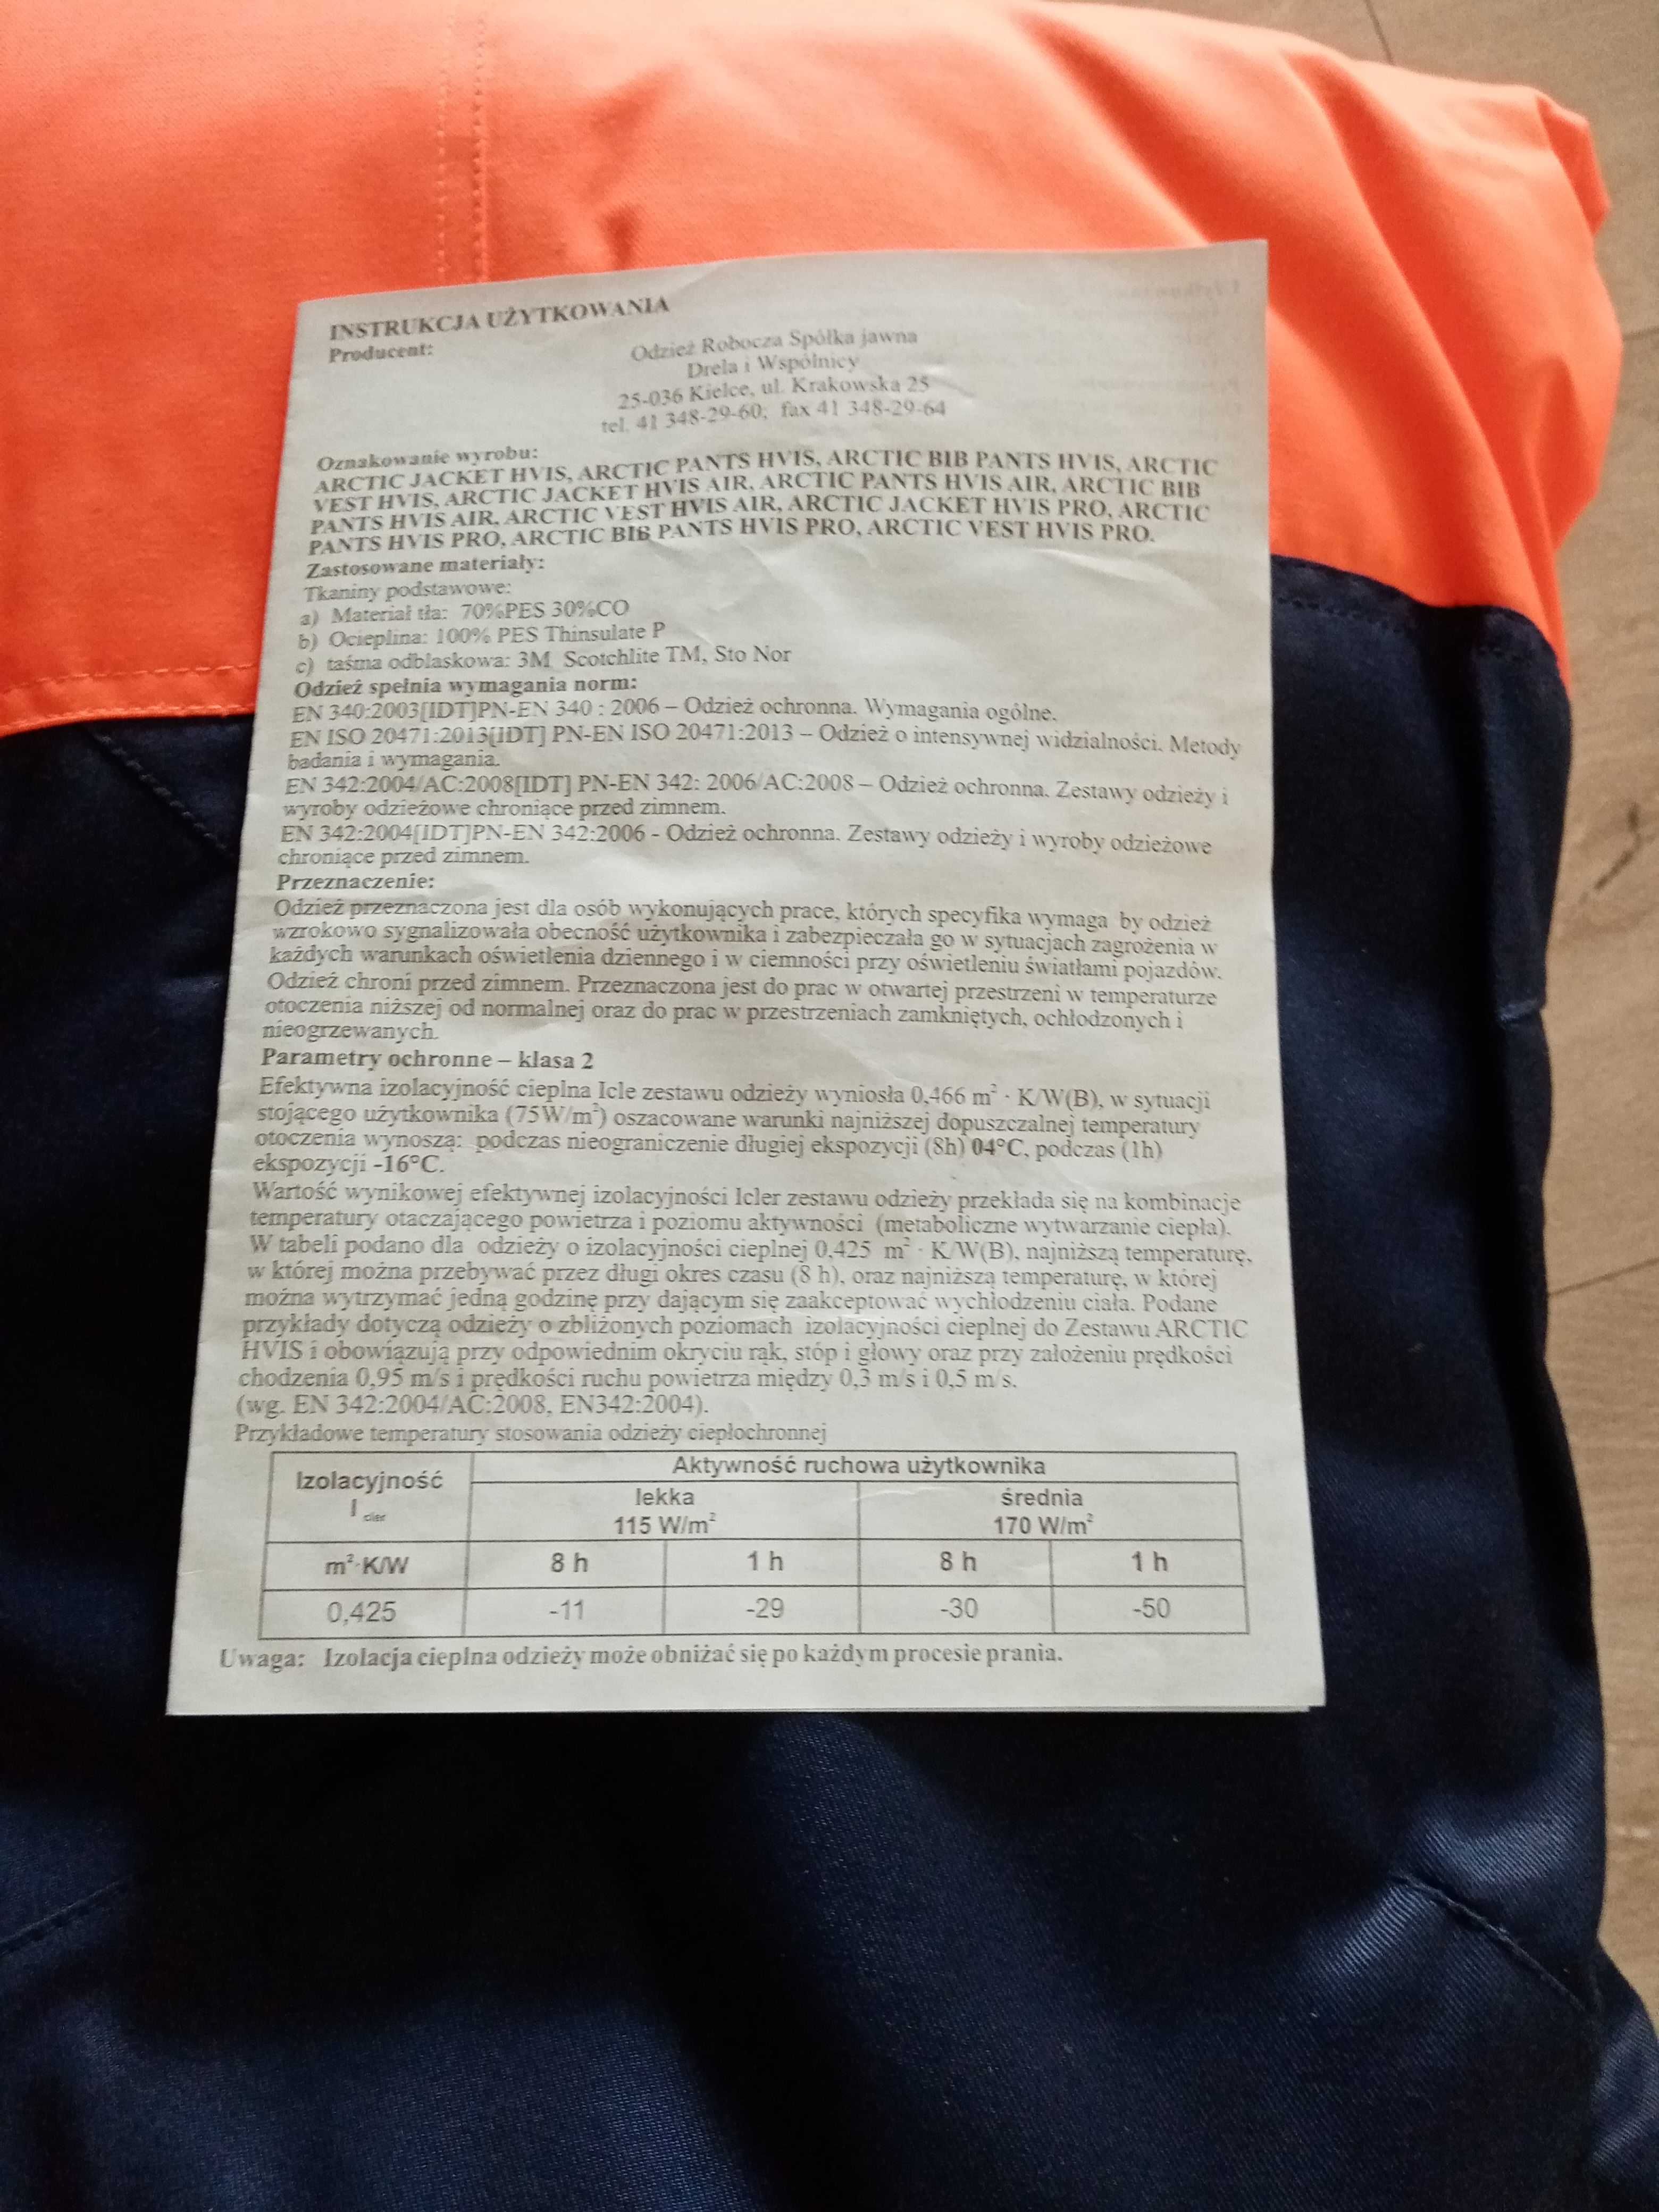 INSTRUKCJA UŻYTKOWANIA
Producent:
Odzież Robocza Spółka jawna
Drela i Wspólnicy
25-036 Kielce, ul. Krakowska 25
tel. 41 348-29-60; fax 41 348-29-64
Oznakowanie wyrobu:
ARCTIC JACKET HVIS, ARCTIC PANTS HVIS, ARCTIC BIB PANTS HVIS, ARCTIC
VEST HVIS, ARCTIC JACKET HVIS AIR, ARCTIC PANTS HVIS AIR, ARCTIC BIB
PANTS HVIS AIR, ARCTIC VEST HVIS AIR, ARCTIC JACKET HVIS PRO, ARCTIC
PANTS HVIS PRO, ARCTIC BIB PANTS HVIS PRO, ARCTIC VEST HVIS PRO.
Zastosowane materiały:
Tkaniny podstawowe:
a) Materiał tła: 70%PES 30%CO
b) Ocieplina: 100% PES Thinsulate P
c) taśma odblaskowa: 3M Scotchlite TM, Sto Nor
Odzież spełnia wymagania norm:
EN 340:2003[IDT]PN-EN 340 : 2006 – Odzież ochronna. Wymagania ogólne.
EN ISO 20471:2013[IDT] PN-EN ISO 20471:2013 – Odzież o intensywnej widzialności. Metody
badania i wymagania.
EN 342:2004/AC:2008[IDT] PN-EN 342: 2006/AC:2008 – Odzież ochronna. Zestawy odzieży i
wyroby odzieżowe chroniące przed zimnem.
EN 342:2004[IDT]PN-EN 342:2006 - Odzież ochronna. Zestawy odzieży i wyroby odzieżowe
chroniące przed zimnem.
Przeznaczenie:
Odzież przeznaczona jest dla osób wykonujących prace, których specyfika wymaga by odzież
wzrokowo sygnalizowała obecność użytkownika i zabezpieczała go w sytuacjach zagrożenia w
każdych warunkach oświetlenia dziennego i w ciemności przy oświetleniu światłami pojazdów.
Odzież chroni przed zimnem. Przeznaczona jest do prac w otwartej przestrzeni w temperaturze
otoczenia niższej od normalnej oraz do prac w przestrzeniach zamkniętych, ochłodzonych i
nieogrzewanych.
Parametry ochronne – klasa 2
Efektywna izolacyjność cieplna Icle zestawu odzieży wyniosła 0,466 m² · K/W(B), w sytuacji
stojącego użytkownika (75W/m²) oszacowane warunki najniższej dopuszczalnej temperatury
otoczenia wynoszą: podczas nieograniczenie długiej ekspozycji (8h) 04°C, podczas (1h)
ekspozycji -16°C.
Wartość wynikowej efektywnej izolacyjności Icler zestawu odzieży przekłada się na kombinacje
temperatury otaczającego powietrza i poziomu aktywności (metaboliczne wytwarzanie ciepła).
W tabeli podano dla odzieży o izolacyjności cieplnej 0,425 m² · K/W(B), najniższą temperaturę,
w której można przebywać przez długi okres czasu (8 h), oraz najniższą temperaturę, w której
można wytrzymać jedną godzinę przy dającym się zaakceptować wychłodzeniu ciała. Podane
przykłady dotyczą odzieży o zbliżonych poziomach izolacyjności cieplnej do Zestawu ARCTIC
HVIS i obowiązują przy odpowiednim okryciu rąk, stóp i głowy oraz przy założeniu prędkości
chodzenia 0,95 m/s i prędkości ruchu powietrza między 0,3 m/s i 0,5 m/s.
(wg. EN 342:2004/AC:2008, EN342:2004).
Przykładowe temperatury stosowania odzieży ciepłochronnej
Izolacyjność Aktywność ruchowa użytkownika
I cler lekka średnia
115 W/m² 170 W/m²
m²·K/W 8 h 1 h 8 h 1 h
0,425 -11 -29 -30 -50
Uwaga: Izolacja cieplna odzieży może obniżać się po każdym procesie prania.